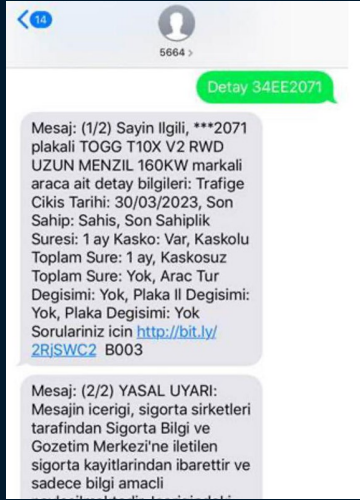 14
5664 >
Detay 34EE2071
Mesaj: (1/2) Sayin Ilgili, ***2071
plakali TOGG T10X V2 RWD
UZUN MENZIL 160KW markali
araca ait detay bilgileri: Trafige
Cikis Tarihi: 30/03/2023, Son
Sahip: Sahis, Son Sahiplik
Suresi: 1 ay Kasko: Var, Kaskolu
Toplam Sure: 1 ay, Kaskosuz
Toplam Sure: Yok, Arac Tur
Degisimi: Yok, Plaka Il Degisimi:
Yok, Plaka Degisimi: Yok
Sorulariniz icin http://bit.ly/
2RjSWC2 B003
Mesaj: (2/2) YASAL UYARI:
Mesajin icerigi, sigorta sirketleri
tarafindan Sigorta Bilgi ve
Gozetim Merkezi'ne iletilen
sigorta kayitlarindan ibarettir ve
sadece bilgi amacli